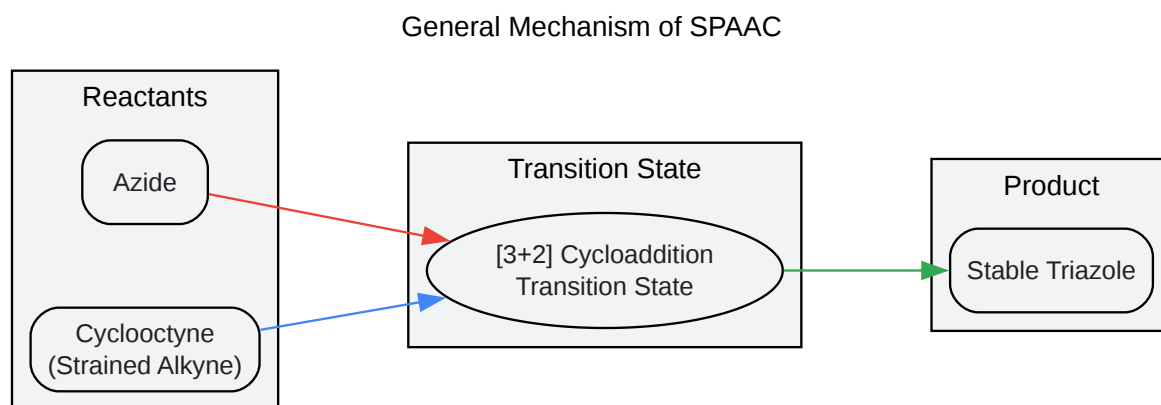 General Mechanism of SPAAC
Reactants
Azide
Cyclooctyne
(Strained Alkyne)
Transition State
[3+2] Cycloaddition
Transition State
Product
Stable Triazole